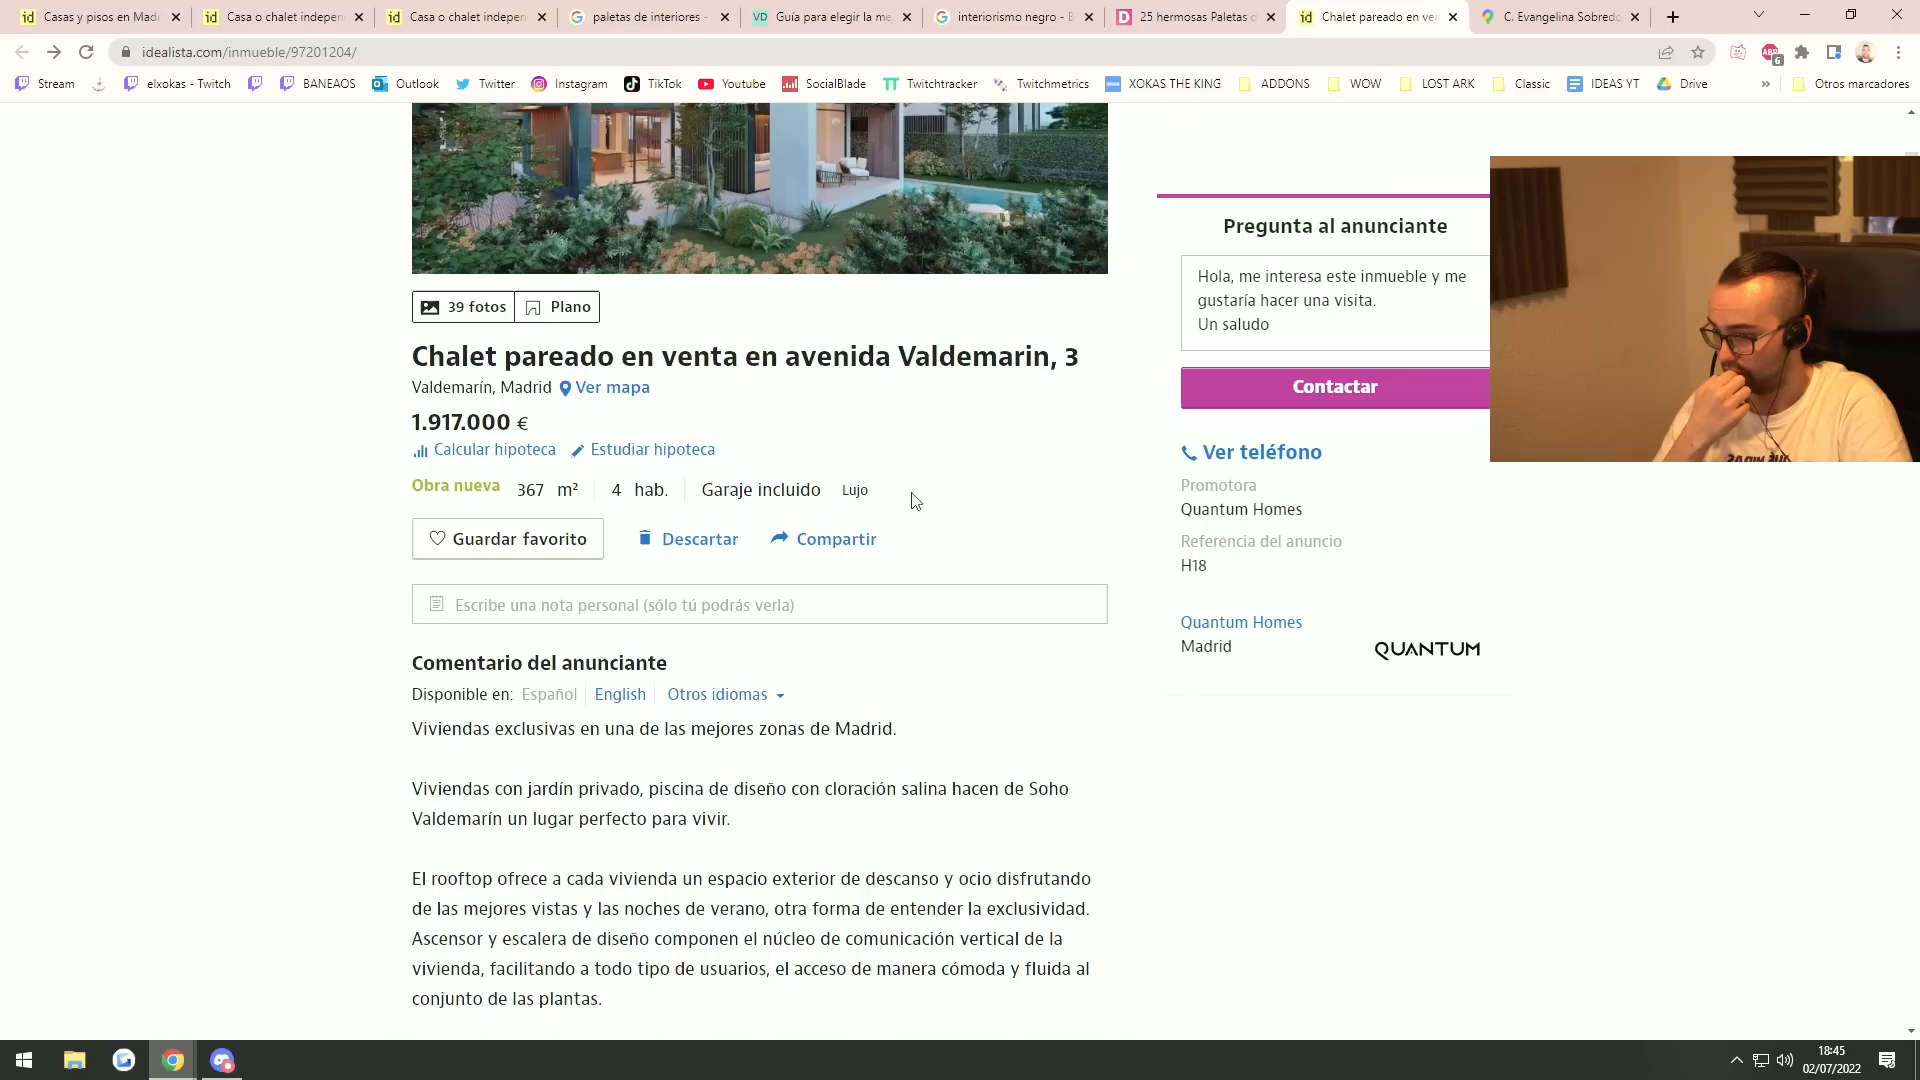 Casas y pisos en Mad
Casa o chalet indepen
Casa o chalet indepen
paletas de interiores -
Guía para elegir la me
interiorismo negro - B
25 hermosas Paletas d
Chalet pareado en ven
C. Evangelina Sobredo
idealista.com/inmueble/97201204/
Stream
elxokas - Twitch
BANEAOS
Outlook
Twitter
Instagram
TikTok
Youtube
SocialBlade
Twitchtracker
Twitchmetrics
XOKAS THE KING
ADDONS
WOW
LOST ARK
Classic
IDEAS YT
Drive
»
Otros marcadores
39 fotos
Plano
Chalet pareado en venta en avenida Valdemarin, 3
Valdemarín, Madrid Ver mapa
1.917.000 €
Calcular hipoteca Estudiar hipoteca
Obra nueva 367 m² 4 hab. Garaje incluido Lujo
Guardar favorito
Descartar
Compartir
Escribe una nota personal (sólo tú podrás verla)
Comentario del anunciante
Disponible en: Español English Otros idiomas
Viviendas exclusivas en una de las mejores zonas de Madrid.
Viviendas con jardín privado, piscina de diseño con cloración salina hacen de Soho
Valdemarín un lugar perfecto para vivir.
El rooftop ofrece a cada vivienda un espacio exterior de descanso y ocio disfrutando
de las mejores vistas y las noches de verano, otra forma de entender la exclusividad.
Ascensor y escalera de diseño componen el núcleo de comunicación vertical de la
vivienda, facilitando a todo tipo de usuarios, el acceso de manera cómoda y fluida al
conjunto de las plantas.
Pregunta al anunciante
Hola, me interesa este inmueble y me
gustaría hacer una visita.
Un saludo
Contactar
Ver teléfono
Promotora
Quantum Homes
Referencia del anuncio
H18
Quantum Homes
Madrid
QUANTUM
18:45
02/07/2022